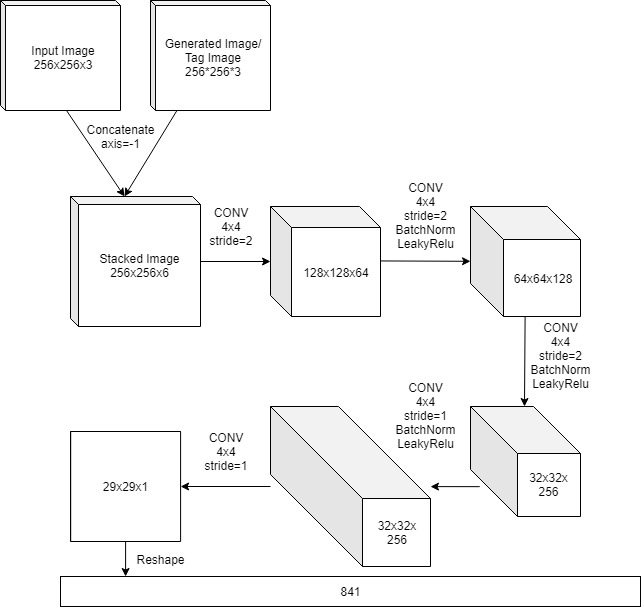 Input Image
256x256x3
Generated Image/
Tag Image
256*256*3
Concatenate
axis=-1
Stacked Image
256x256x6
CONV
4x4
stride=2
128x128x64
CONV
4x4
stride=2
BatchNorm
LeakyRelu
64x64x128
CONV
4x4
stride=2
BatchNorm
LeakyRelu
32x32x
256
CONV
4x4
stride=1
BatchNorm
LeakyRelu
32x32x
256
CONV
4x4
stride=1
29x29x1
Reshape
841